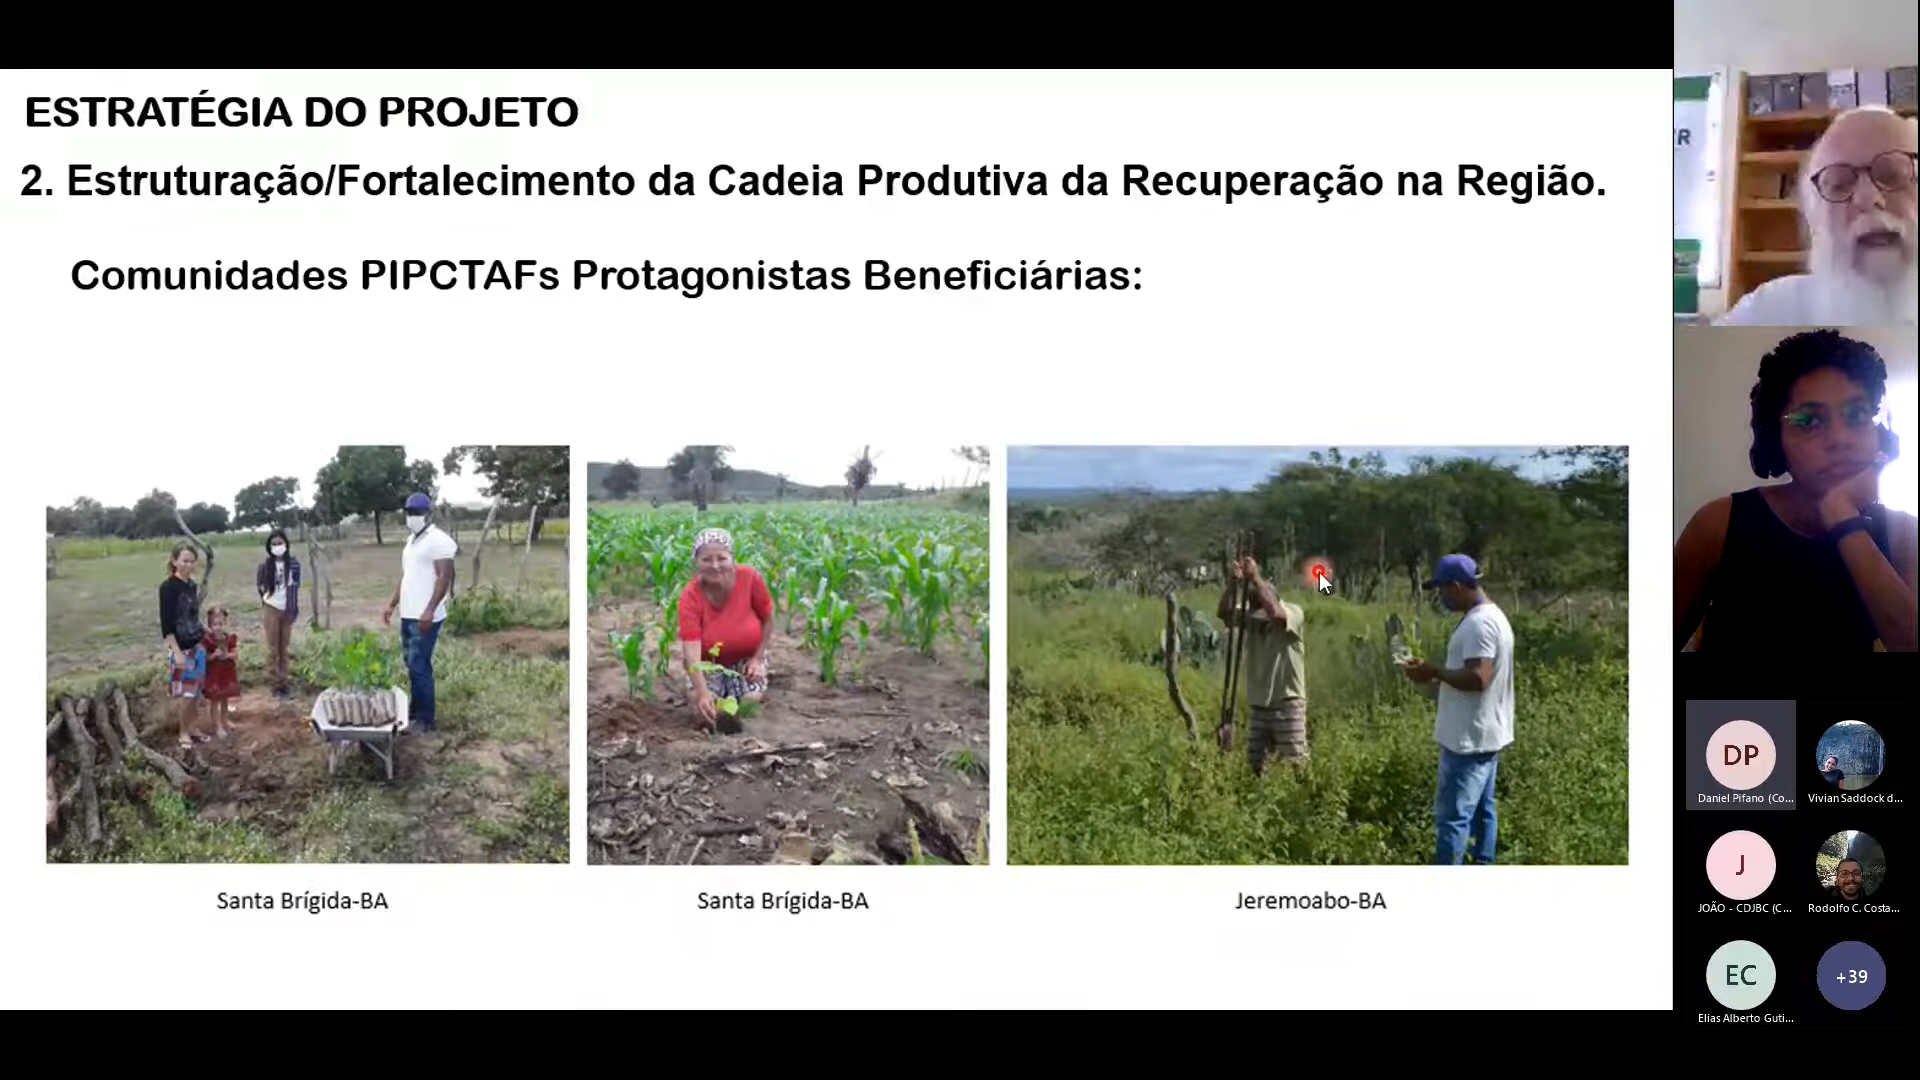 ESTRATÉGIA DO PROJETO
2. Estruturação/Fortalecimento da Cadeia Produtiva da Recuperação na Região.
Comunidades PIPCTAFs Protagonistas Beneficiárias:
Santa Brígida-BA
Santa Brígida-BA
Jeremoabo-BA
R
DP
Daniel Pifano (Co...
Vivian Saddock d...
J
JOÃO - CDJBC (C...
Rodolfo C. Costa...
EC
Elias Alberto Guti...
+39